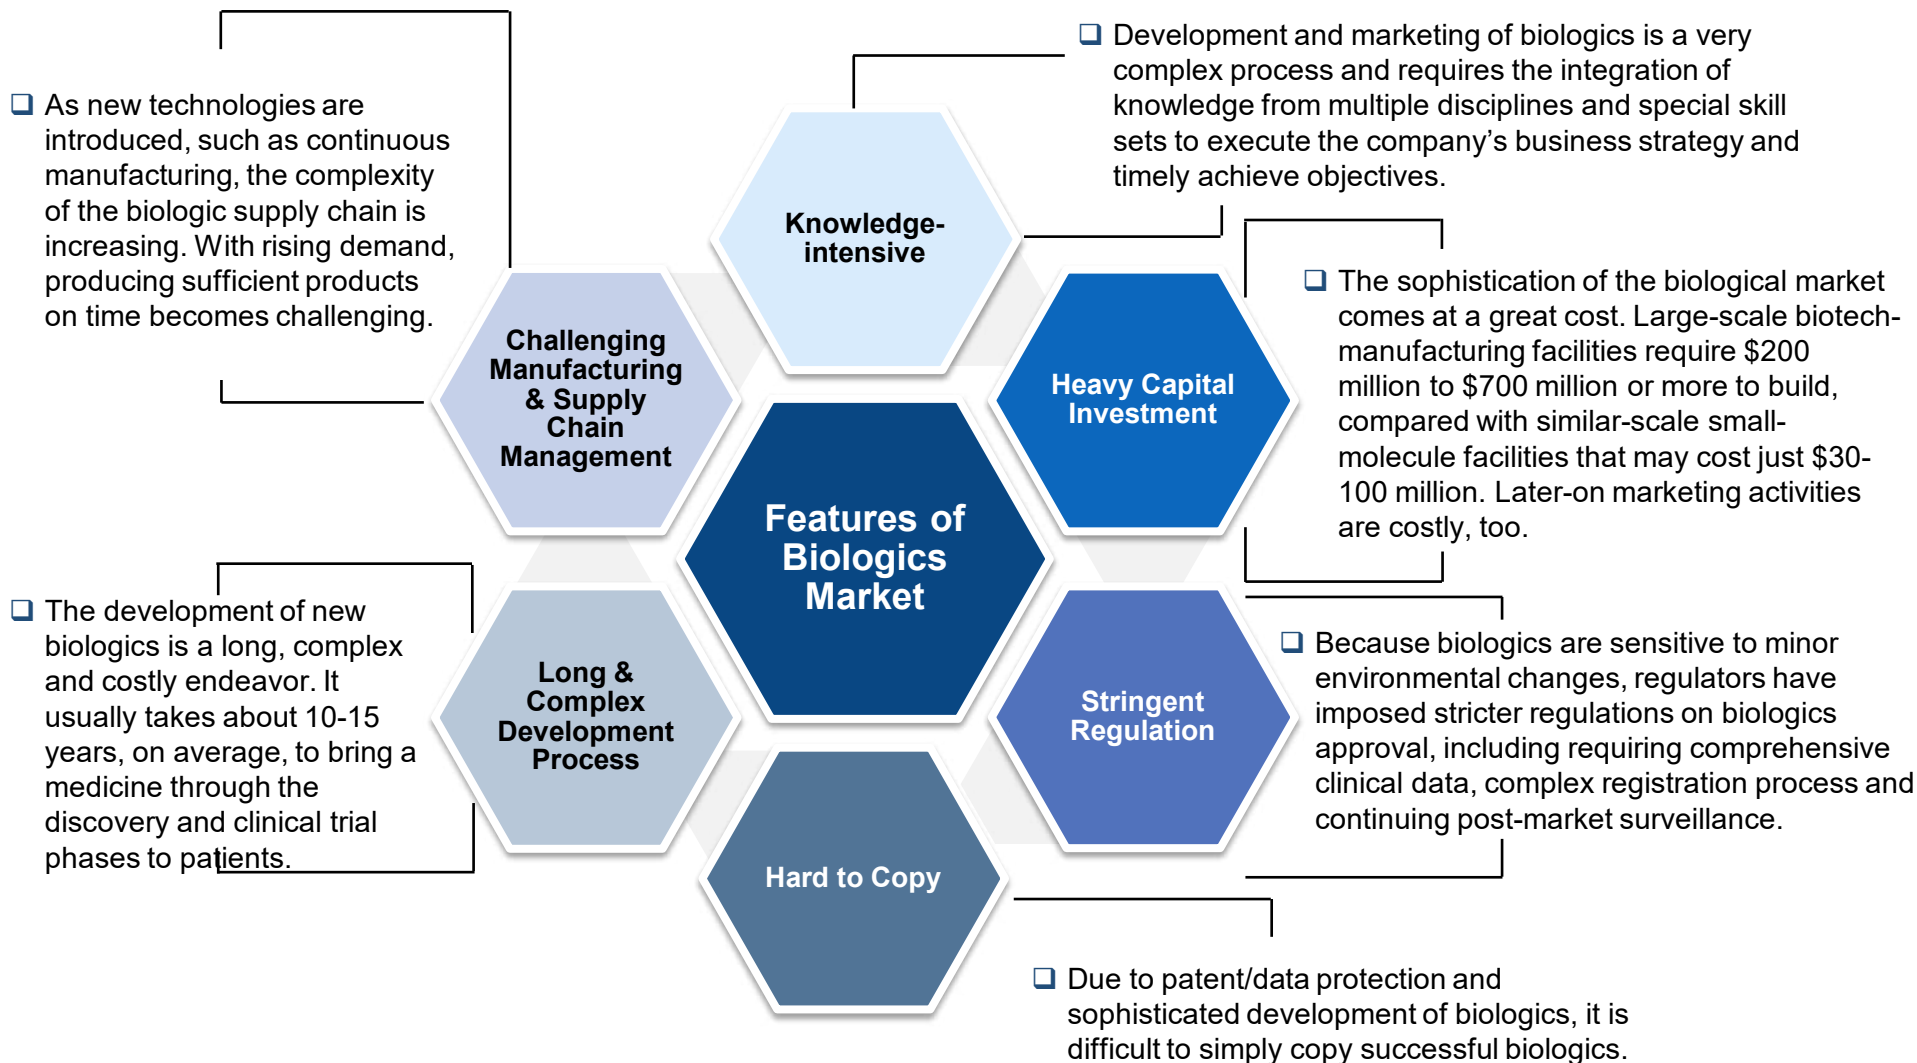 Development and marketing of biologics is a very
complex process and requires the integration of
knowledge from multiple disciplines and special skill
sets to execute the company's business strategy and
timely achieve objectives.
As new technologies are
introduced, such as continuous
manufacturing, the complexity
of the biologic supply chain is
increasing. With rising demand,
producing sufficient products
on time becomes challenging.
Knowledge-
intensive
Challenging
Manufacturing
& Supply
Chain
Management
Heavy Capital
Investment
The sophistication of the biological market
comes at a great cost. Large-scale biotech-
manufacturing facilities require $200
million to $700 million or more to build,
compared with similar-scale small-
molecule facilities that may cost just $30-
100 million. Later-on marketing activities
are costly, too.
Features of
Biologics
Market
The development of new
biologics is a long, complex
and costly endeavor. It
usually takes about 10-15
years, on average, to bring a
medicine through the
discovery and clinical trial
phases to patients.
Long &
Complex
Development
Process
Stringent
Regulation
Because biologics are sensitive to minor
environmental changes, regulators have
imposed stricter regulations on biologics
approval, including requiring comprehensive
clinical data, complex registration process and
continuing post-market surveillance.
Hard to Copy
Due to patent/data protection and
sophisticated development of biologics, it is
difficult to simply copy successful biologics.